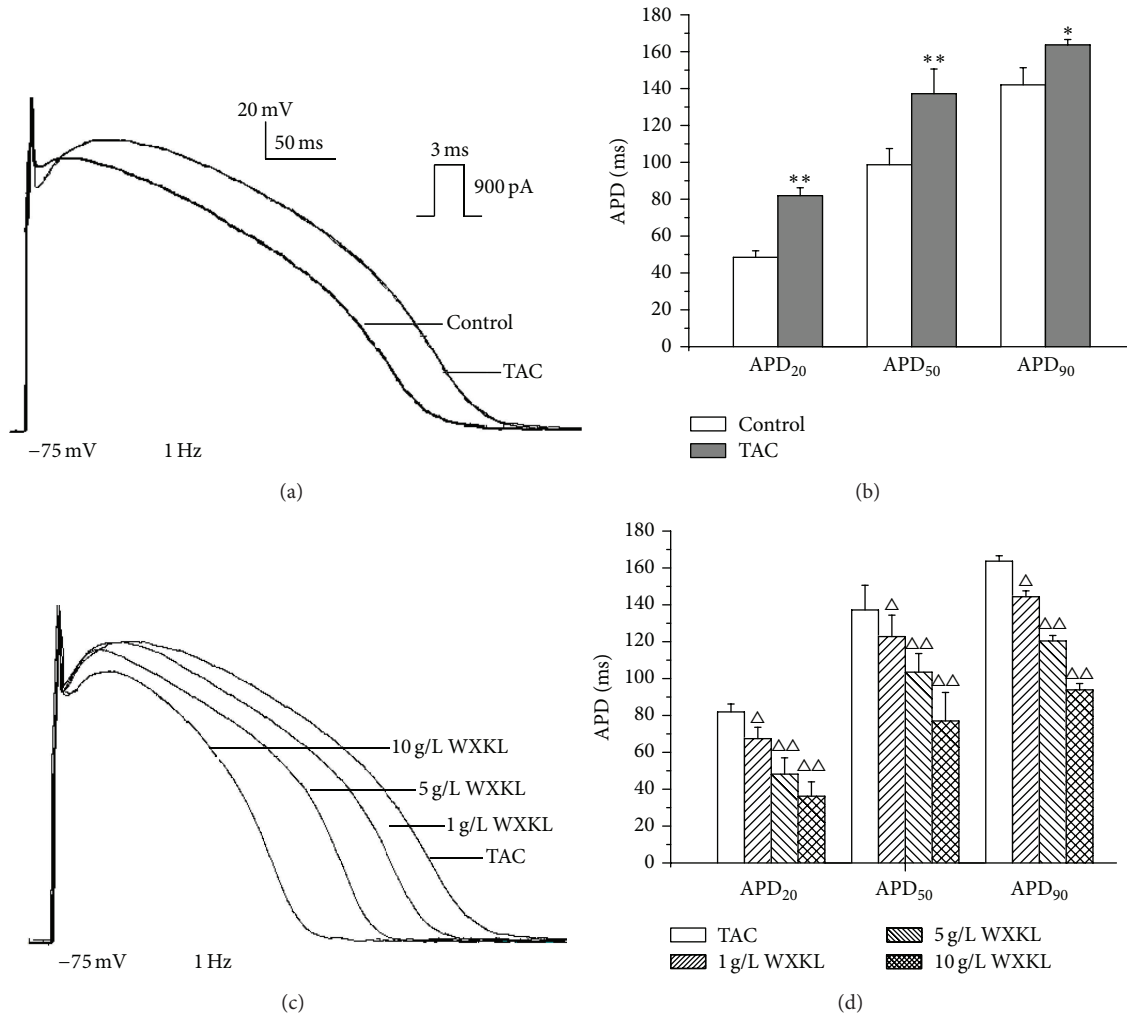 20 mV
50 ms
3 ms
900 pA
Control
TAC
−75 mV 1 Hz
(a)
APD (ms)
180
160
140
120
100
80
60
40
20
0
** ** *
APD20 APD50 APD90
Control
TAC
(b)
10 g/L WXKL
5 g/L WXKL
1 g/L WXKL
TAC
−75 mV 1 Hz
(c)
APD (ms)
180
160
140
120
100
80
60
40
20
0
△ △△ △△ △ △△ △△ △ △△ △△
APD20 APD50 APD90
TAC 5 g/L WXKL
1 g/L WXKL 10 g/L WXKL
(d)